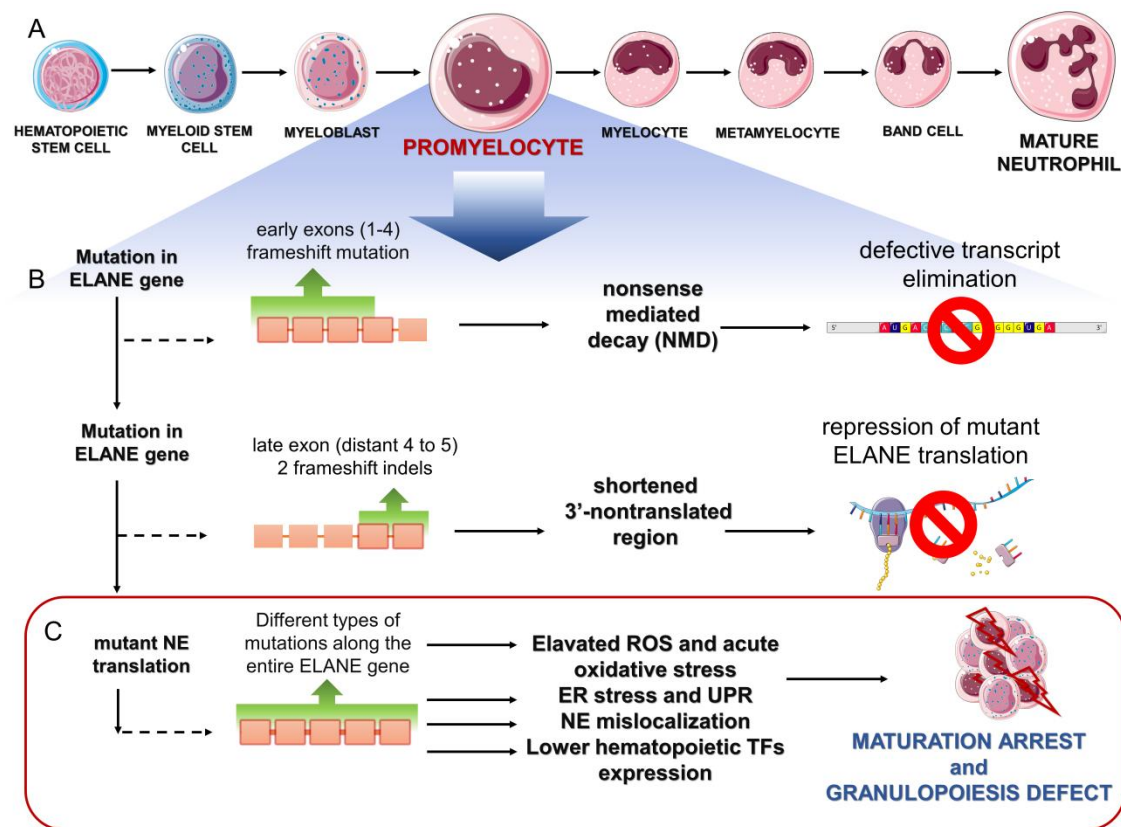 A
HEMATOPOIETIC
STEM CELL
MYELOID STEM
CELL
MYELOBLAST
PROMYELOCYTE
MYELOCYTE
METAMYELOCYTE
BAND CELL
MATURE
NEUTROPHIL
B
Mutation in
ELANE gene
early exons (1-4)
frameshift mutation
nonsense
mediated
decay (NMD)
defective transcript
elimination
5'
A U G A C
G
G G G U G A
3'
Mutation in
ELANE gene
late exon (distant 4 to 5)
2 frameshift indels
shortened
3'-nontranslated
region
repression of mutant
ELANE translation
C
mutant NE
translation
Different types of
mutations along the
entire ELANE gene
Elavated ROS and acute
oxidative stress
ER stress and UPR
NE mislocalization
Lower hematopoietic TFs
expression
MATURATION ARREST
and
GRANULOPOIESIS DEFECT